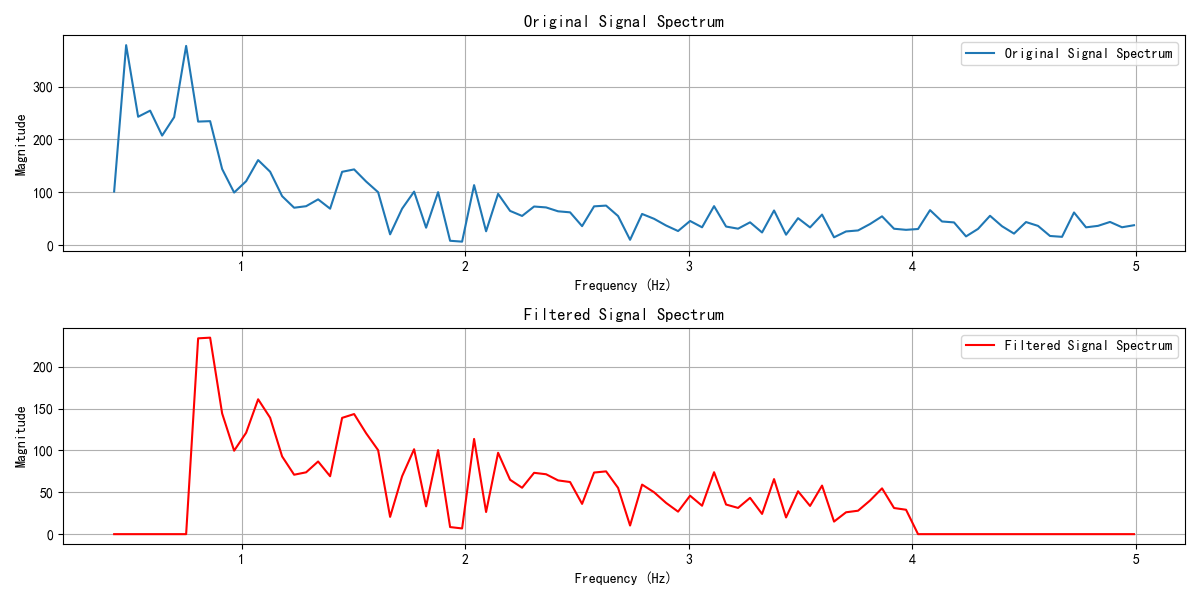 Original Signal Spectrum
Original Signal Spectrum
Magnitude
300
200
100
0
1 2 3 4 5
Frequency (Hz)
Filtered Signal Spectrum
Filtered Signal Spectrum
Magnitude
200
150
100
50
0
1 2 3 4 5
Frequency (Hz)